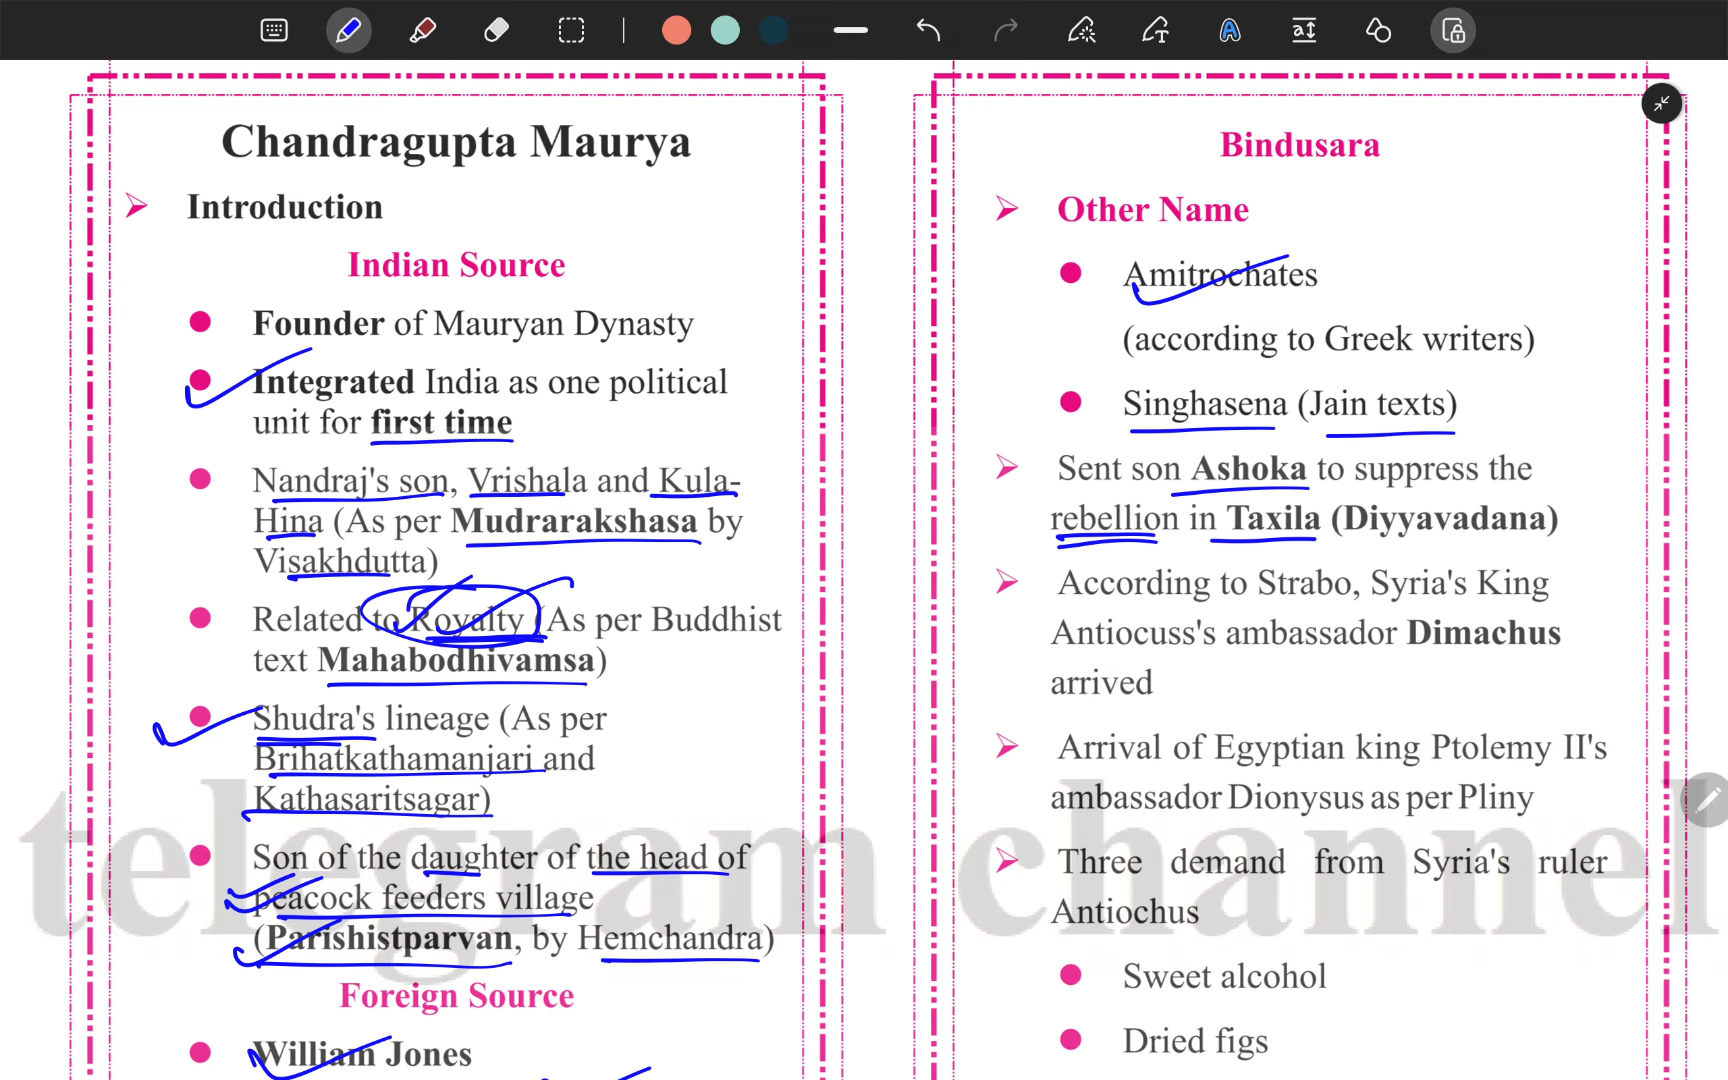 Chandragupta Maurya
➢ Introduction
Indian Source
● Founder of Mauryan Dynasty
● Integrated India as one political
unit for first time
● Nandraj's son, Vrishala and Kula-
Hina (As per Mudrarakshasa by
Visakhdutta)
● Related to Royalty (As per Buddhist
text Mahabodhivamsa)
● Shudra's lineage (As per
Brihatkathamanjari and
Kathasaritsagar)
● Son of the daughter of the head of
peacock feeders village
(Parishistparvan, by Hemchandra)
Foreign Source
● William Jones
Bindusara
➢ Other Name
● Amitrochates
(according to Greek writers)
● Singhasena (Jain texts)
➢ Sent son Ashoka to suppress the
rebellion in Taxila (Diyyavadana)
➢ According to Strabo, Syria's King
Antiocuss's ambassador Dimachus
arrived
➢ Arrival of Egyptian king Ptolemy II's
ambassador Dionysus as per Pliny
➢ Three demand from Syria's ruler
Antiochus
● Sweet alcohol
● Dried figs
telegram channel